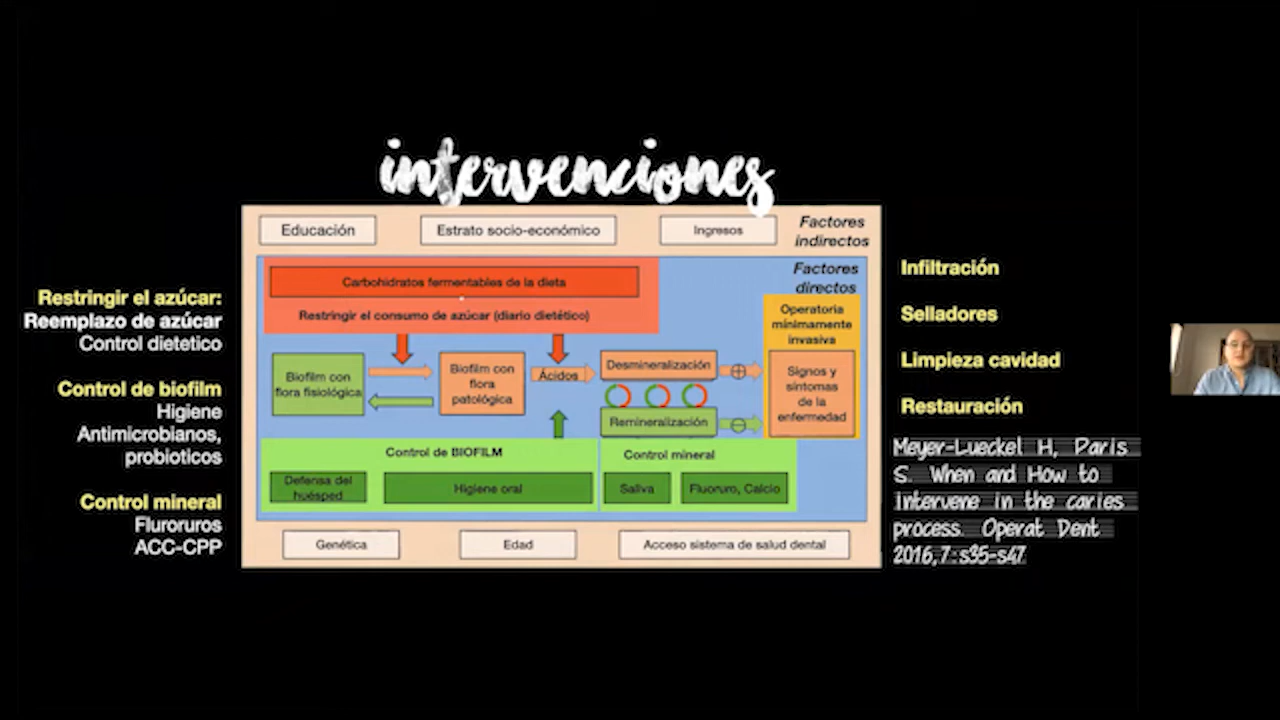 intervenciones
Restringir el azúcar:
Reemplazo de azúcar
Control dietetico
Control de biofilm
Higiene
Antimicrobianos,
probioticos
Control mineral
Fluroruros
ACC-CPP
Educación
Estrato socio-económico
Ingresos
Factores
indirectos
Carbohidratos fermentables de la dieta
Restringir el consumo de azúcar (diario dietético)
Factores
directos
Operatoria
minimamente
invasiva
Biofilm con
flora fisiológica
Biofilm con
flora
patológica
Ácidos
Desmineralización
Remineralización
Signos y
sintomas
de la
enfermedad
Control de BIOFILM
Defensa del
huésped
Higiene oral
Control mineral
Saliva
Fluoruro, Calcio
Genética
Edad
Acceso sistema de salud dental
Infiltración
Selladores
Limpieza cavidad
Restauración
Meyer-Lueckel H, Paris
S. When and How to
Intervene in the caries
process. Operat Dent
2016,7:s35-s47